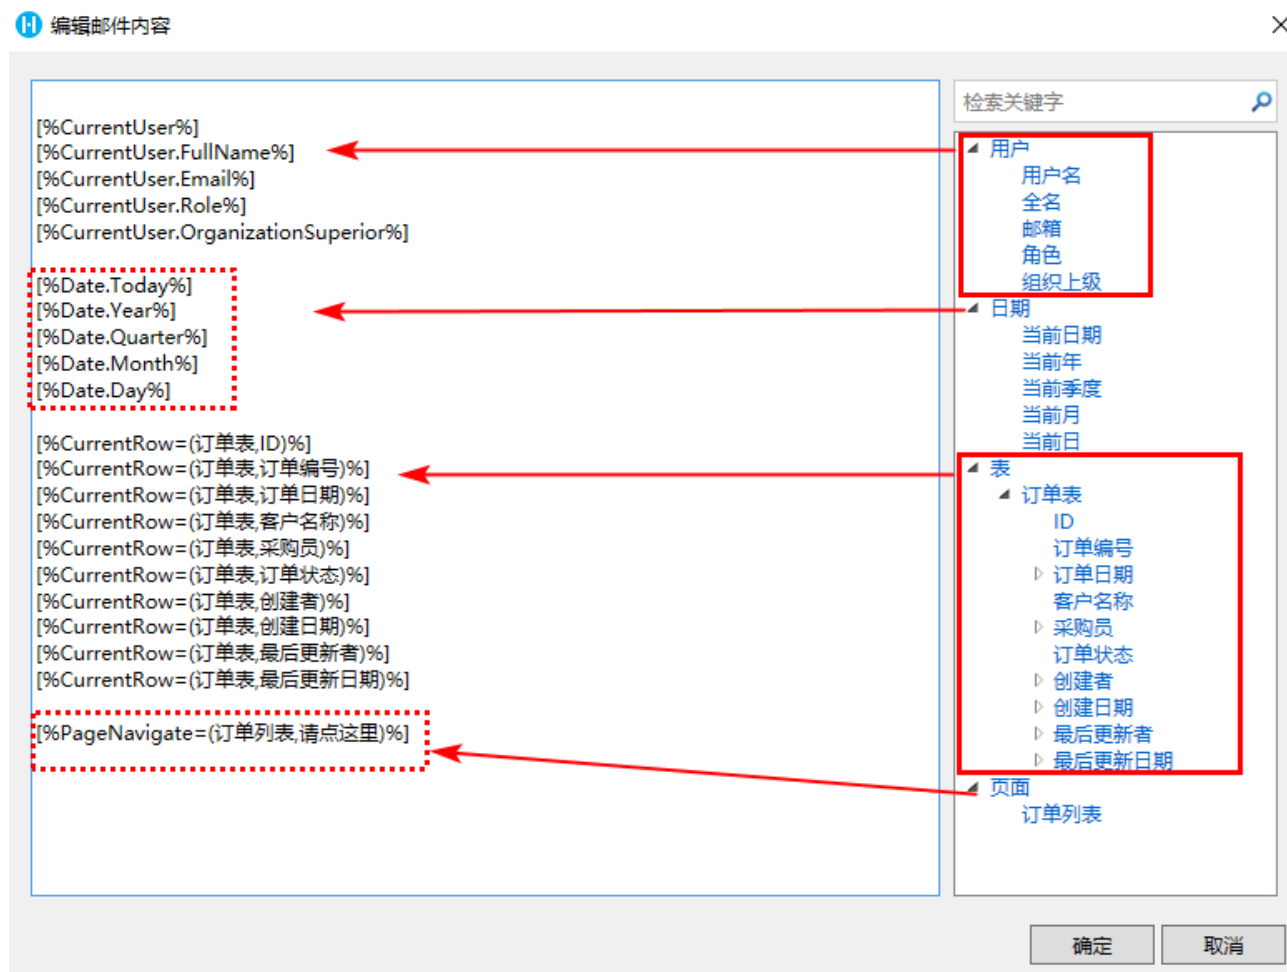 编辑邮件内容
[%CurrentUser%]
[%CurrentUser.FullName%]
[%CurrentUser.Email%]
[%CurrentUser.Role%]
[%CurrentUser.OrganizationSuperior%]
[%Date.Today%]
[%Date.Year%]
[%Date.Quarter%]
[%Date.Month%]
[%Date.Day%]
[%CurrentRow=(订单表,ID)%]
[%CurrentRow=(订单表,订单编号)%]
[%CurrentRow=(订单表,订单日期)%]
[%CurrentRow=(订单表,客户名称)%]
[%CurrentRow=(订单表,采购员)%]
[%CurrentRow=(订单表,订单状态)%]
[%CurrentRow=(订单表,创建者)%]
[%CurrentRow=(订单表,创建日期)%]
[%CurrentRow=(订单表,最后更新者)%]
[%CurrentRow=(订单表,最后更新日期)%]
[%PageNavigate=(订单列表,请点这里)%]
检索关键字
用户
用户名
全名
邮箱
角色
组织上级
日期
当前日期
当前年
当前季度
当前月
当前日
表
订单表
ID
订单编号
订单日期
客户名称
采购员
订单状态
创建者
创建日期
最后更新者
最后更新日期
页面
订单列表
确定
取消